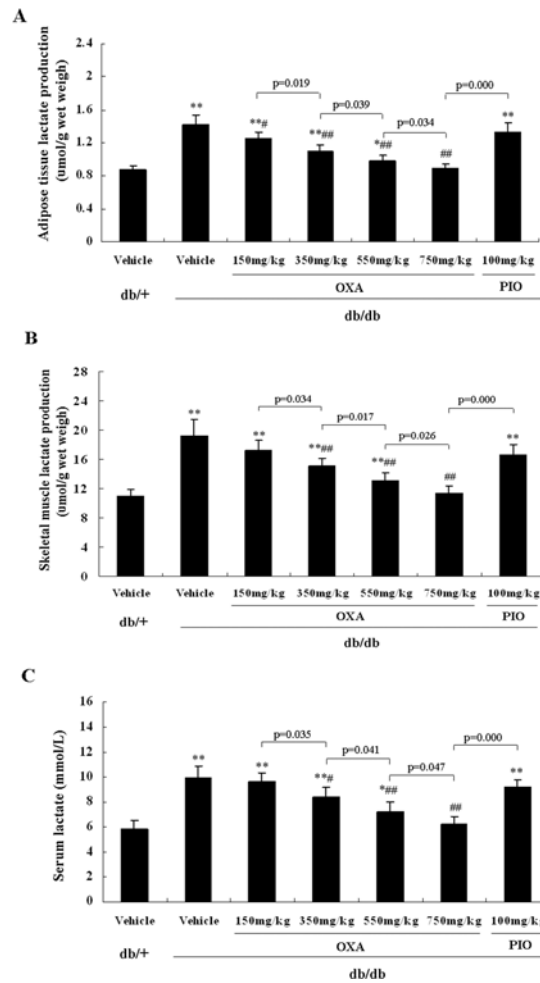 A
Adipose tissue lactate production
(umol/g wet weigh)
2.4
2
1.6
1.2
0.8
0.4
0
**
**#
**##
*##
##
**
p=0.019
p=0.039
p=0.034
p=0.000
Vehicle Vehicle 150mg/kg 350mg/kg 550mg/kg 750mg/kg 100mg/kg
db/+ OXA PIO
db/db
B
Skeletal muscle lactate production
(umol/g wet weigh)
28
24
20
16
12
8
4
0
**
**
**##
**##
##
**
p=0.034
p=0.017
p=0.026
p=0.000
Vehicle Vehicle 150mg/kg 350mg/kg 550mg/kg 750mg/kg 100mg/kg
db/+ OXA PIO
db/db
C
Serum lactate (mmol/L)
16
14
12
10
8
6
4
2
0
**
**
**#
*##
##
**
p=0.035
p=0.041
p=0.047
p=0.000
Vehicle Vehicle 150mg/kg 350mg/kg 550mg/kg 750mg/kg 100mg/kg
db/+ OXA PIO
db/db